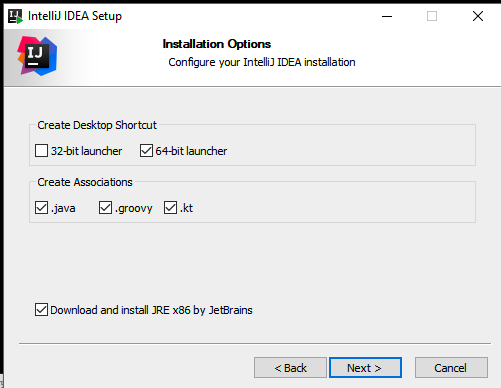 IntelliJ IDEA Setup
IJ
Installation Options
Configure your IntelliJ IDEA installation
Create Desktop Shortcut
32-bit launcher 64-bit launcher
Create Associations
.java .groovy .kt
Download and install JRE x86 by JetBrains
< Back Next > Cancel